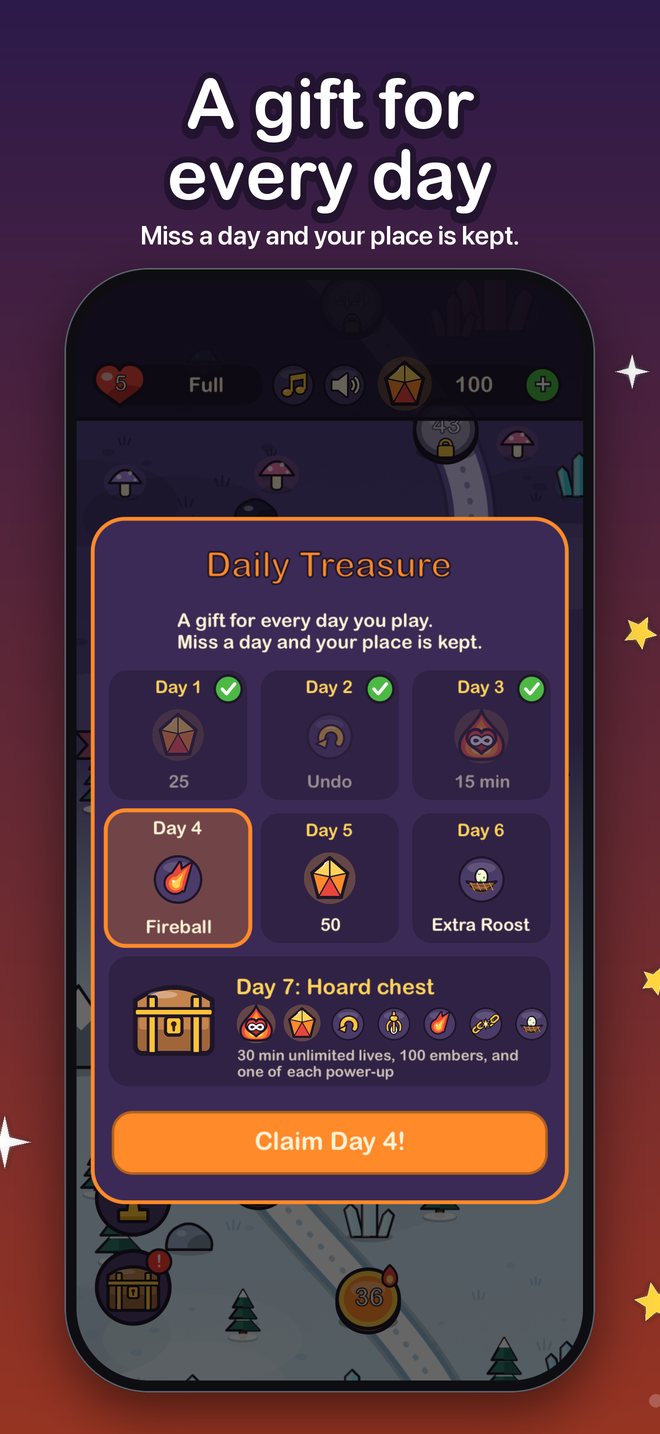 A gift for
every day
Miss a day and your place is kept.
5
Full
100
43
Daily Treasure
A gift for every day you play.
Miss a day and your place is kept.
Day 1
Day 2
Day 3
25
Undo
15 min
Day 4
Day 5
Day 6
Fireball
50
Extra Roost
Day 7: Hoard chest
30 min unlimited lives, 100 embers, and
one of each power-up
Claim Day 4!
!
36